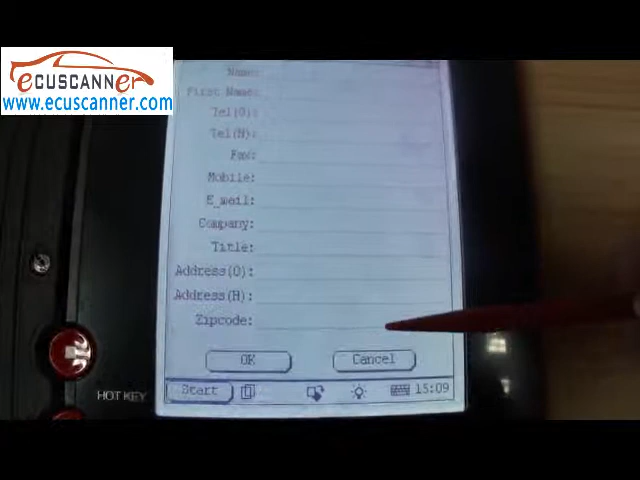 ECUSCANNER
www.ecuscanner.com
Name:
First Name:
Tel(O):
Tel(H):
Fax:
Mobile:
E_mail:
Company:
Title:
Address(O):
Address(H):
Zipcode:
OK
Cancel
Start
15:09
HOT KEY